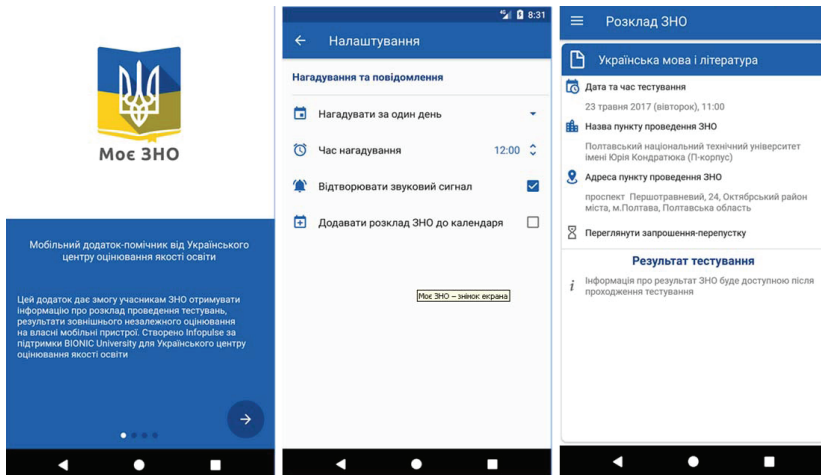 Моє ЗНО
Мобільний додаток-помічник від Українського
центру оцінювання якості освіти
Цей додаток дає змогу учасникам ЗНО отримувати
інформацію про розклад проведення тестувань,
результати зовнішнього незалежного оцінювання
на власні мобільні пристрої. Створено Infopulse за
підтримки BIONIC University для Українського центру
оцінювання якості освіти
8:31
Налаштування
Нагадування та повідомлення
Нагадувати за один день
Час нагадування 12:00
Відтворювати звуковий сигнал
Додавати розклад ЗНО до календаря
Моє ЗНО – знінок екрана
Розклад ЗНО
Українська мова і література
Дата та час тестування
23 травня 2017 (вівторок), 11:00
Назва пункту проведення ЗНО
Полтавський національний технічний університет
імені Юрія Кондратюка (П-корпус)
Адреса пункту проведення ЗНО
проспект Першотравневий, 24, Октябрський район
міста, м.Полтава, Полтавська область
Переглянути запрошення-перепустку
Результат тестування
Інформація про результат ЗНО буде доступною після
проходження тестування